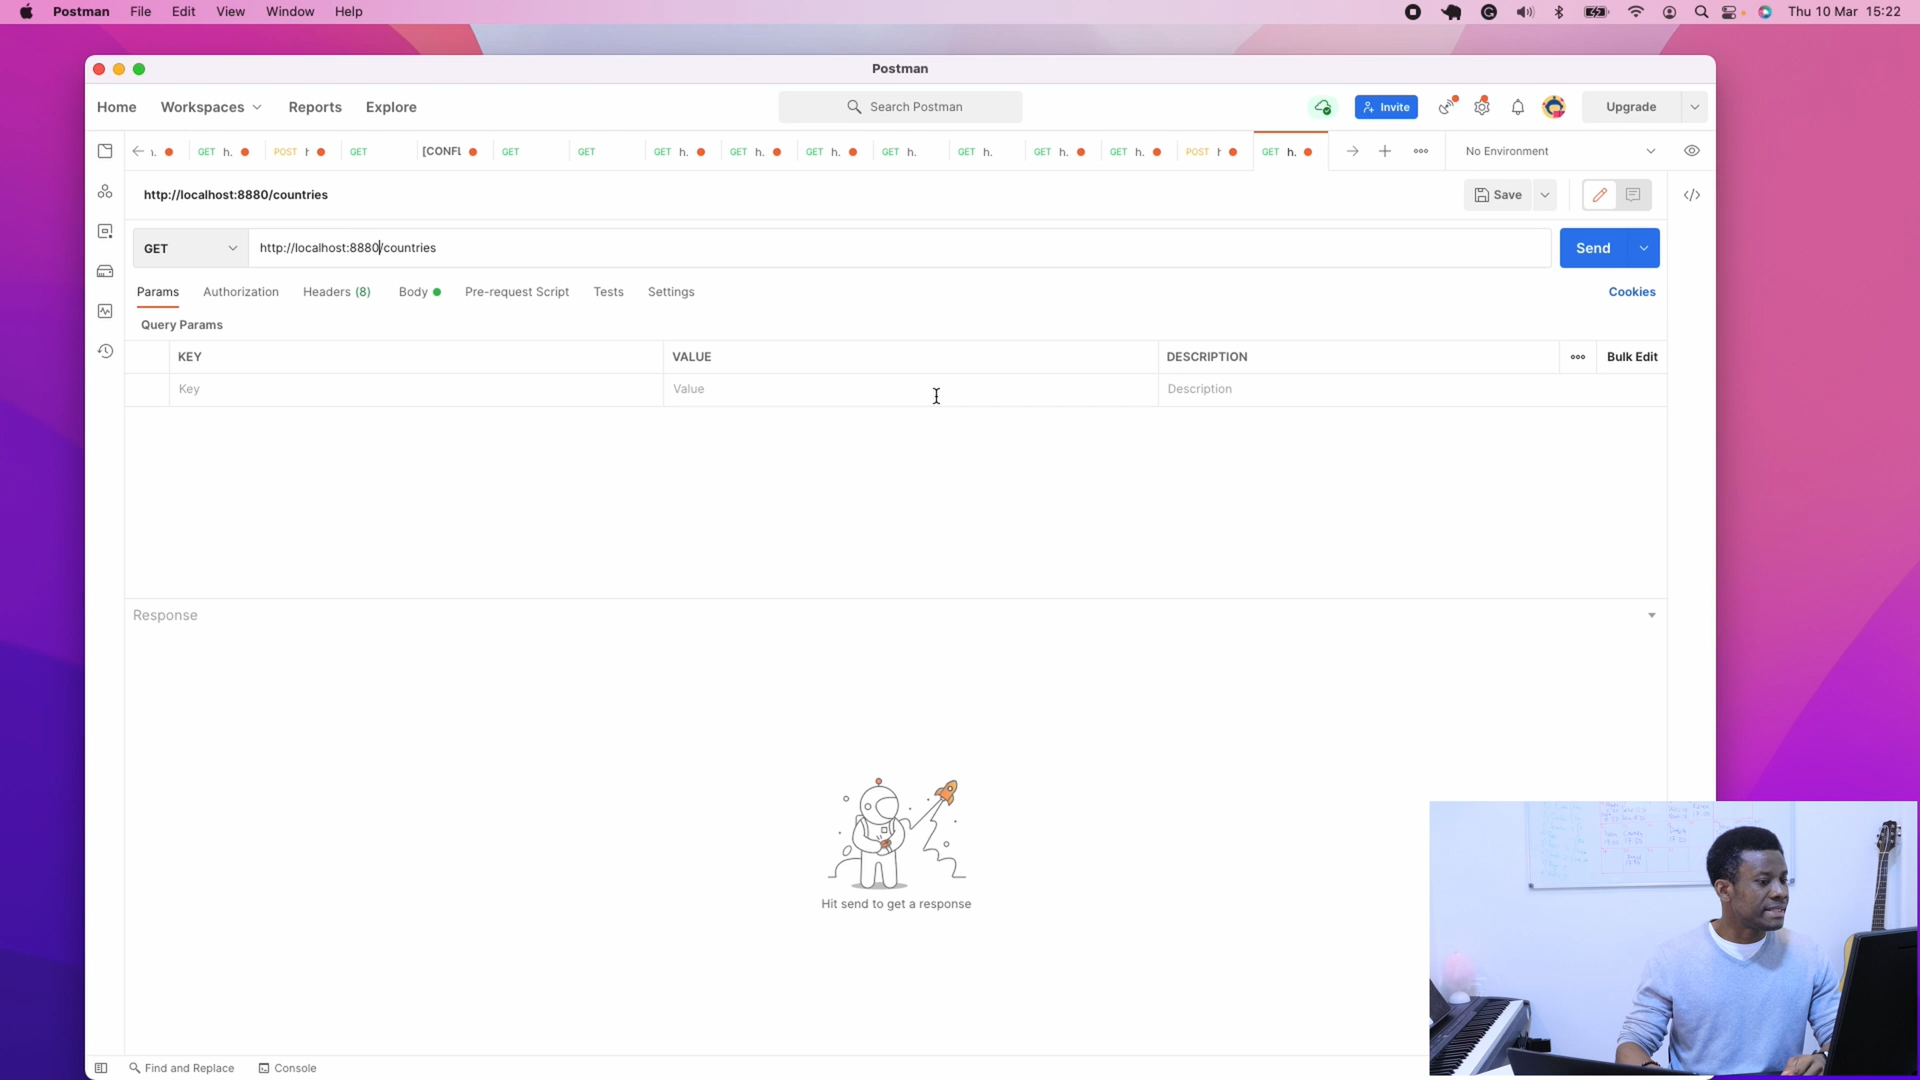 Postman File Edit View Window Help Thu 10 Mar 15:22
Postman
Home Workspaces Reports Explore Search Postman Invite Upgrade
GET h. POST h GET [CONFL GET GET GET h. GET h. GET h. GET h. GET h. GET h. GET h. POST h GET h. No Environment
http://localhost:8880/countries Save
GET http://localhost:8880/countries Send
Params Authorization Headers (8) Body Pre-request Script Tests Settings Cookies
Query Params
KEY VALUE DESCRIPTION Bulk Edit
Key Value Description
Response
Hit send to get a response
Find and Replace Console